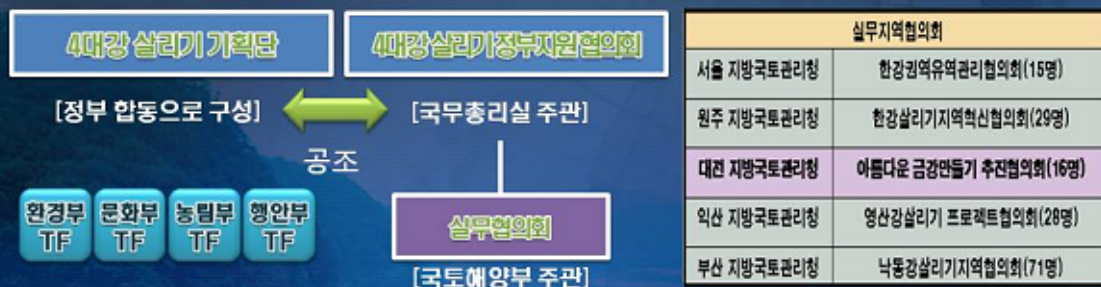 4대강 살리기 기획단
4대강살리기정부지원협의회
[정부 합동으로 구성]
[국무총리실 주관]
공조
환경부
TF
문화부
TF
농림부
TF
행안부
TF
실무협의회
[국토해양부 주관]
실무지역협의회
서울 지방국토관리청 한강권역유역관리협의회(15명)
원주 지방국토관리청 한강살리기지역혁신협의회(29명)
대전 지방국토관리청 아름다운 금강만들기 추진협의회(16명)
익산 지방국토관리청 영산강살리기 프로젝트협의회(28명)
부산 지방국토관리청 낙동강살리기지역협의회(71명)